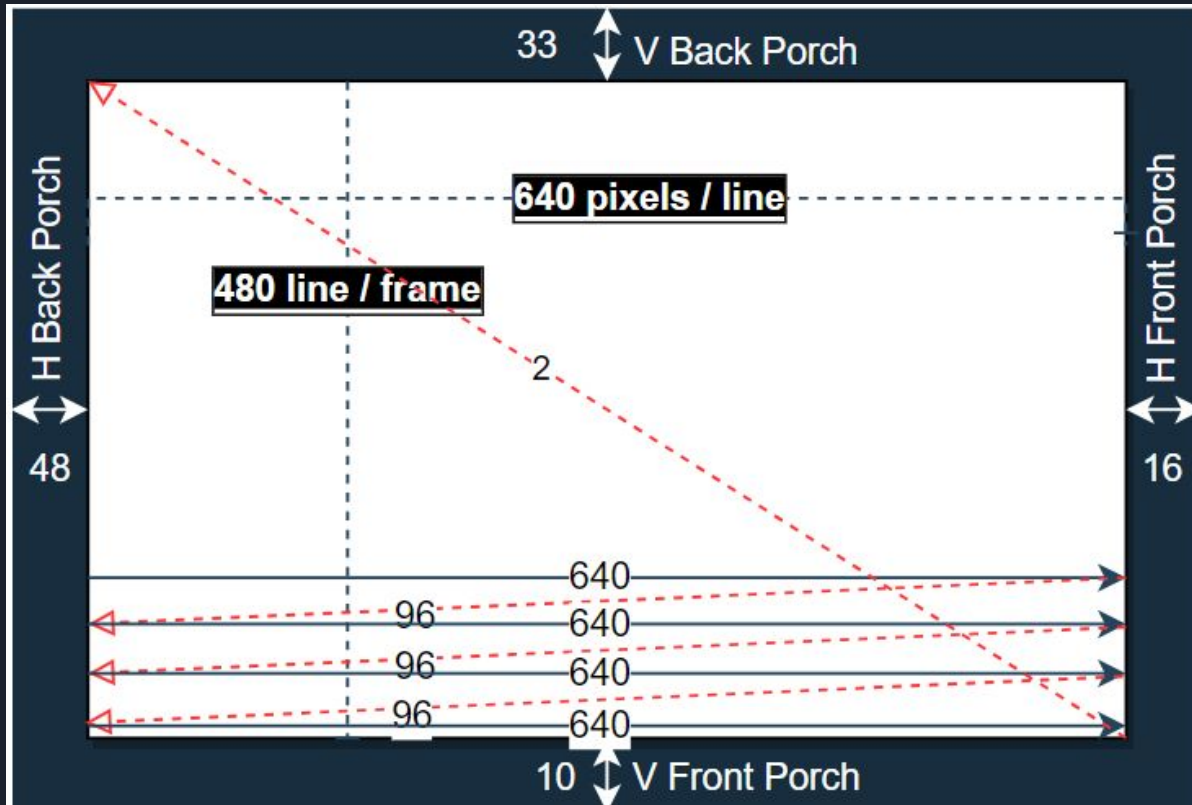 33
V Back Porch
640 pixels / line
H Back Porch
H Front Porch
480 line / frame
2
48
16
640
96
640
96
640
96
640
10
V Front Porch